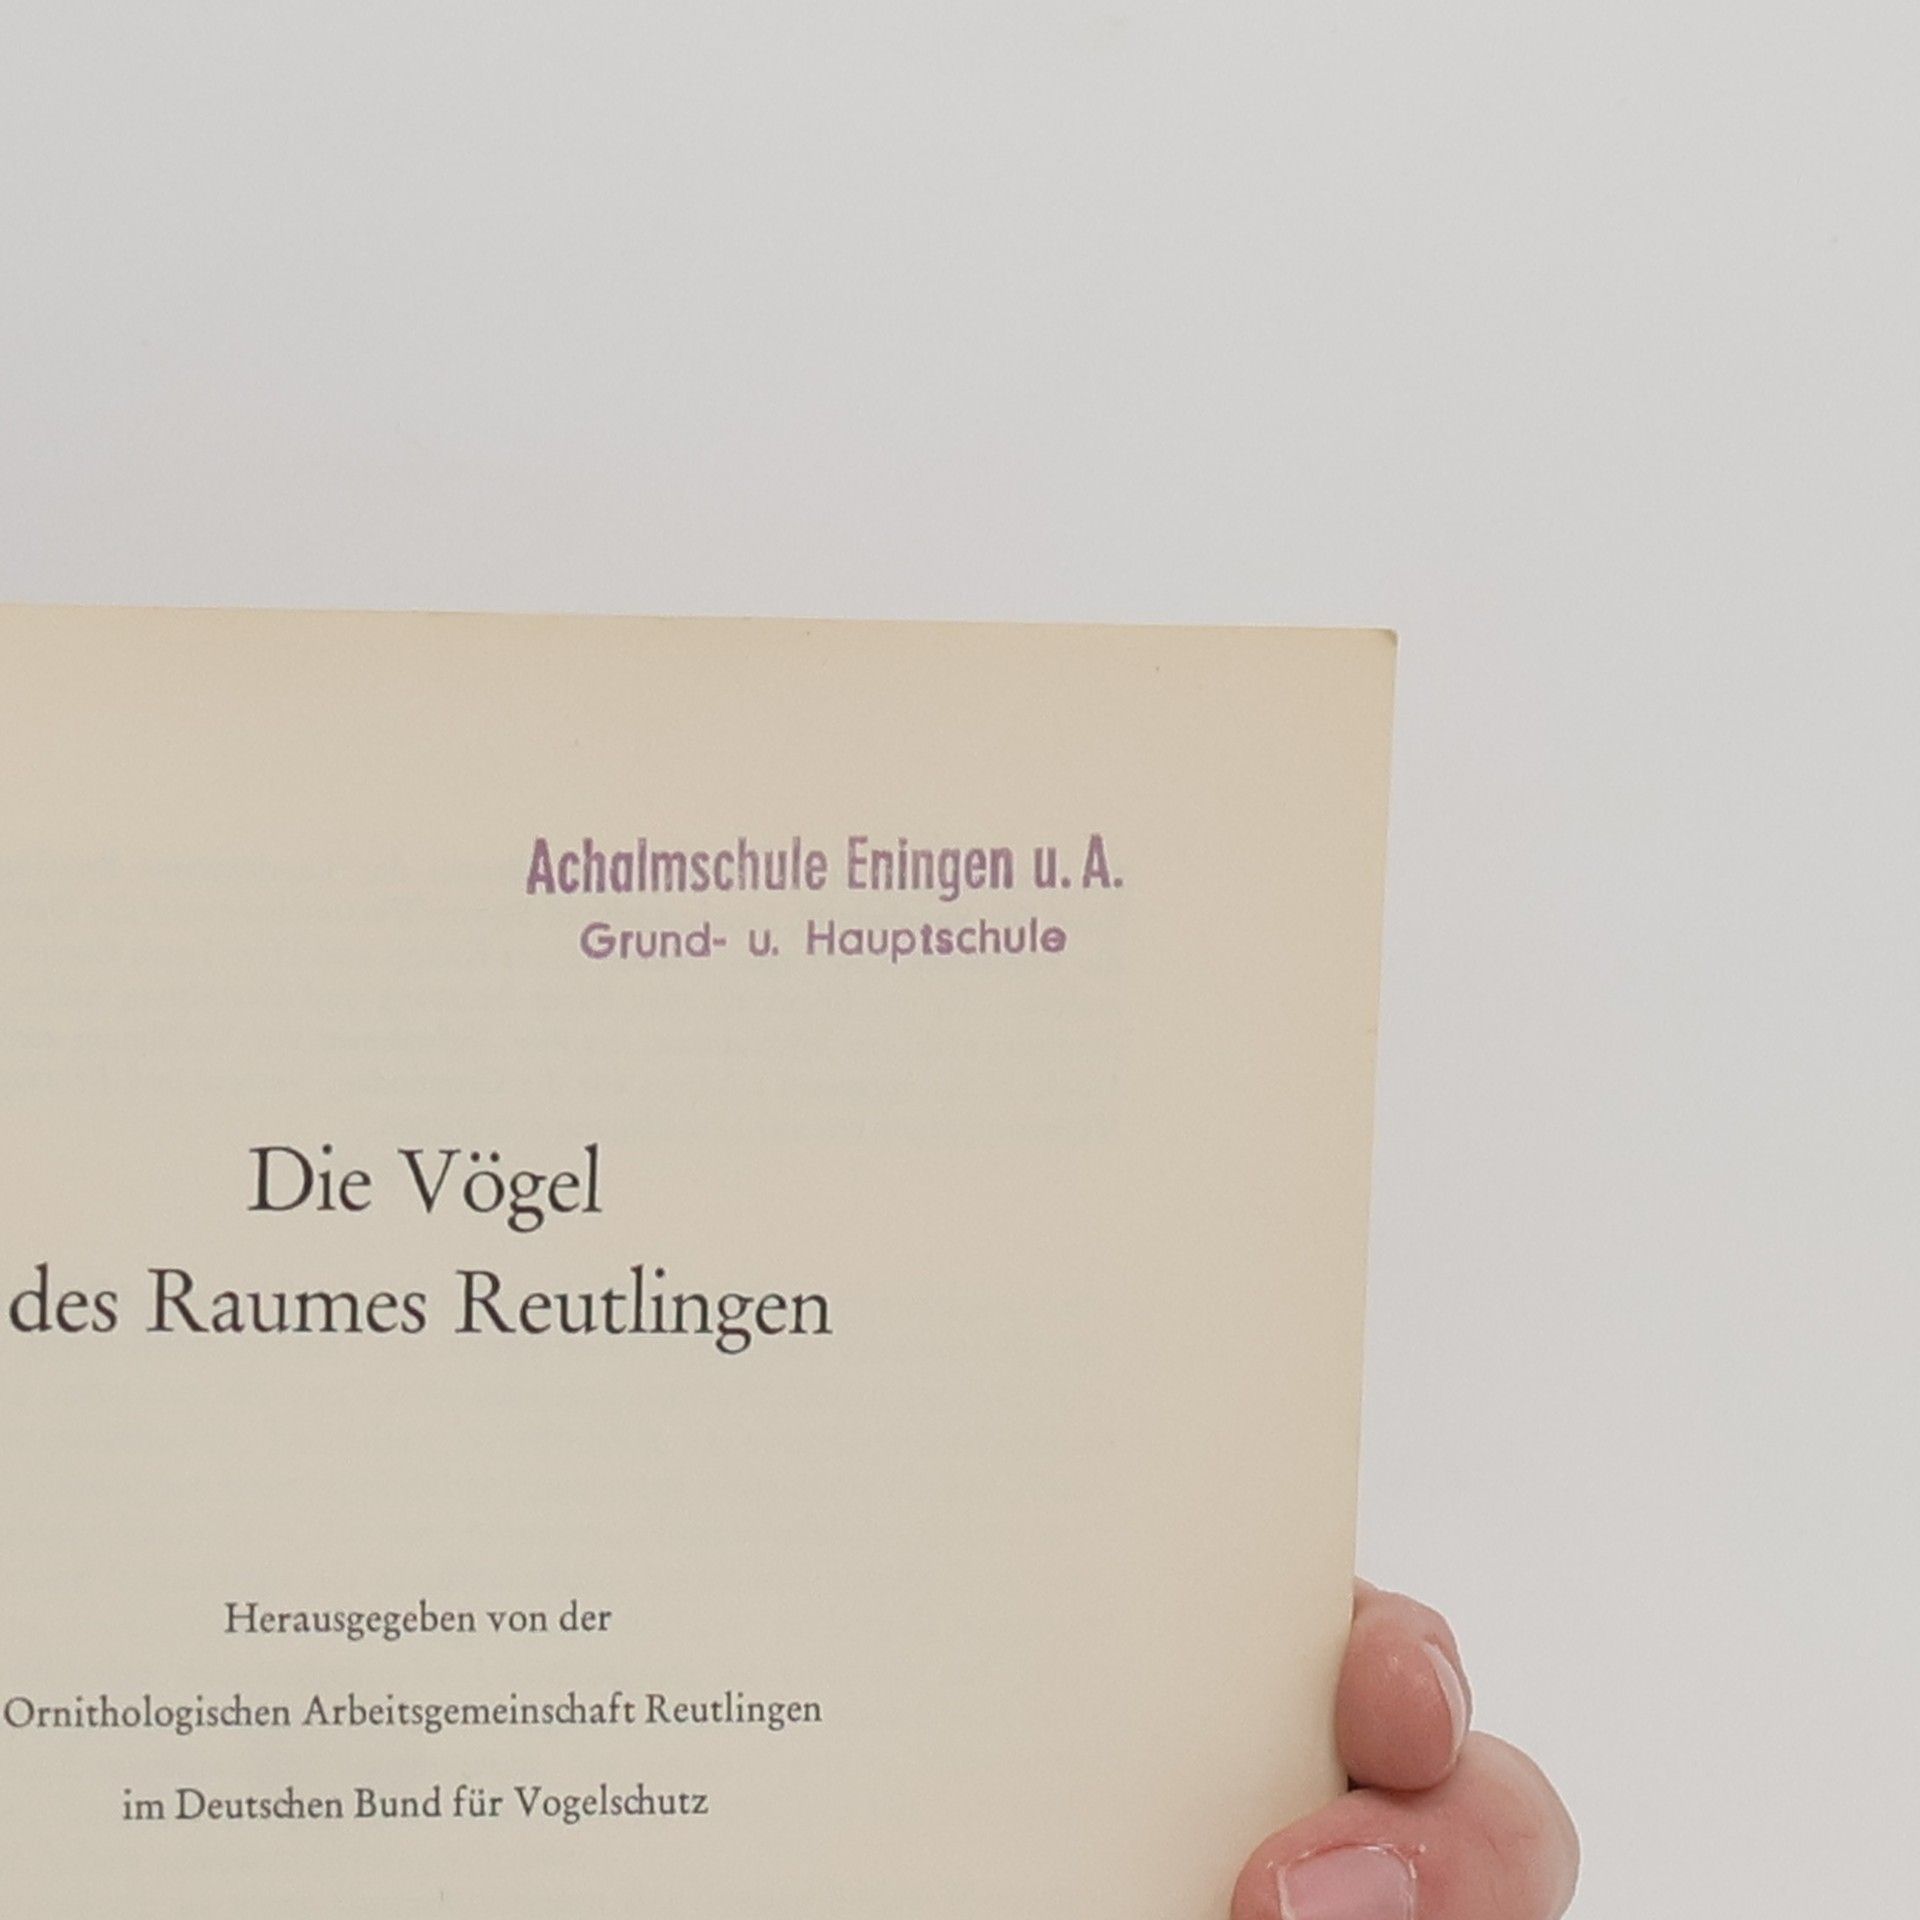 Achalmschule Eningen u. A.
Grund- u. Hauptschule
Die Vögel
des Raumes Reutlingen
Herausgegeben von der
Ornithologischen Arbeitsgemeinschaft Reutlingen
im Deutschen Bund für Vogelschutz